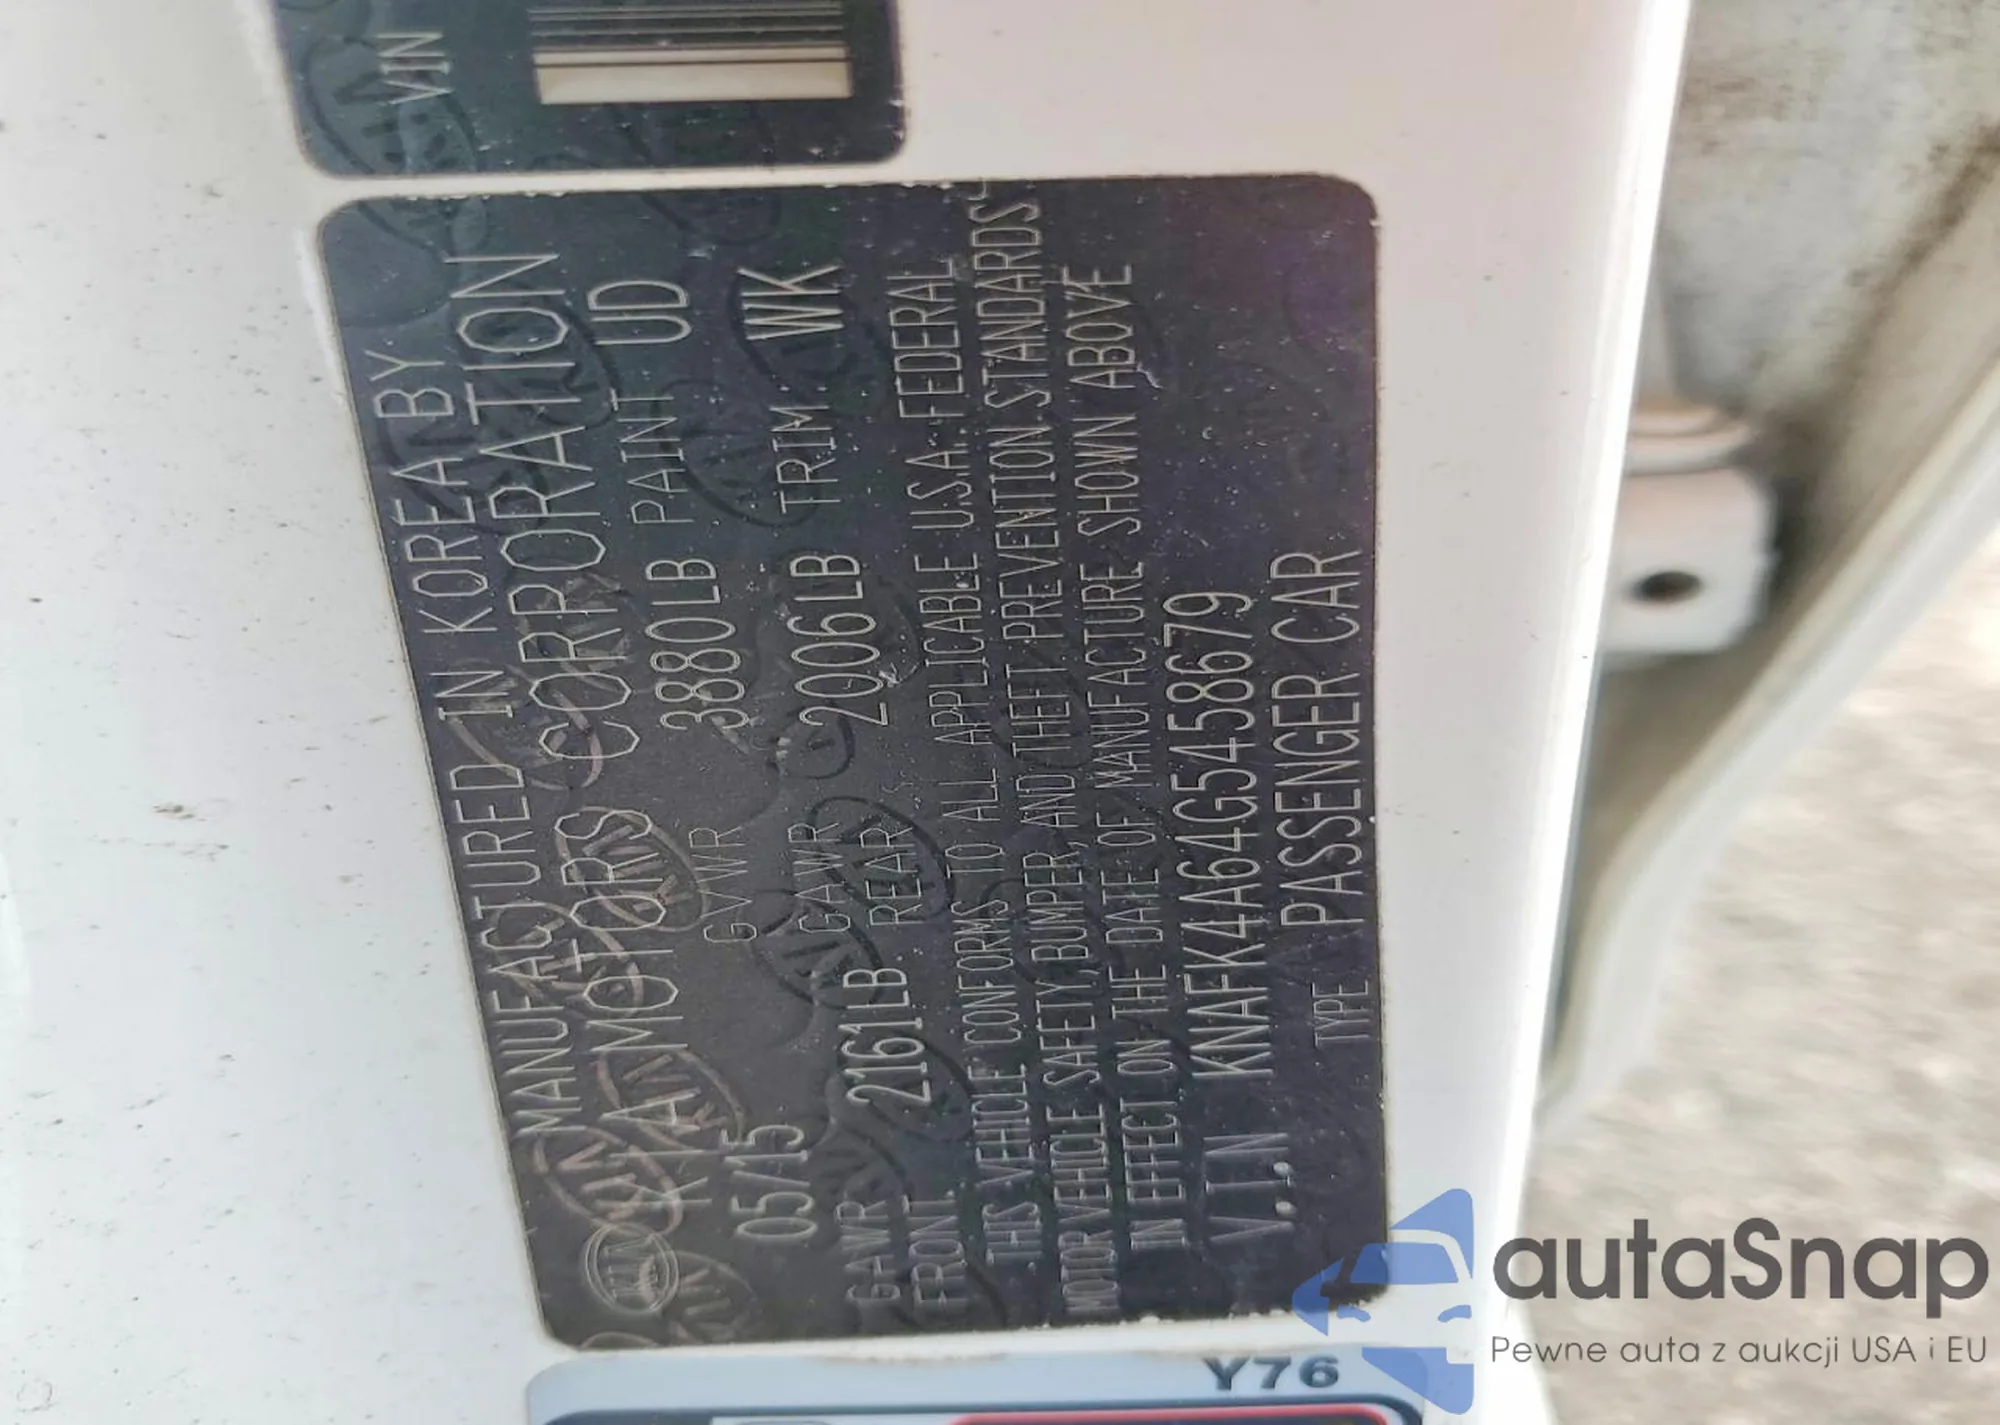 VIN
MANUFACTURED IN KOREA BY
KIA MOTORS CORPORATION
05/15 GVWR 3880LB PAINT UD
GAWR FRONT 2161LB GAWR REAR 2006LB TRIM WK
THIS VEHICLE CONFORMS TO ALL APPLICABLE U.S.A. FEDERAL
MOTOR VEHICLE SAFETY, BUMPER, AND THEFT PREVENTION STANDARDS
IN EFFECT ON THE DATE OF MANUFACTURE SHOWN ABOVE
V.I.N KNAFK4A64G5458679
TYPE PASSENGER CAR
Y76
autaSnap
Pewne auta z aukcji USA i EU